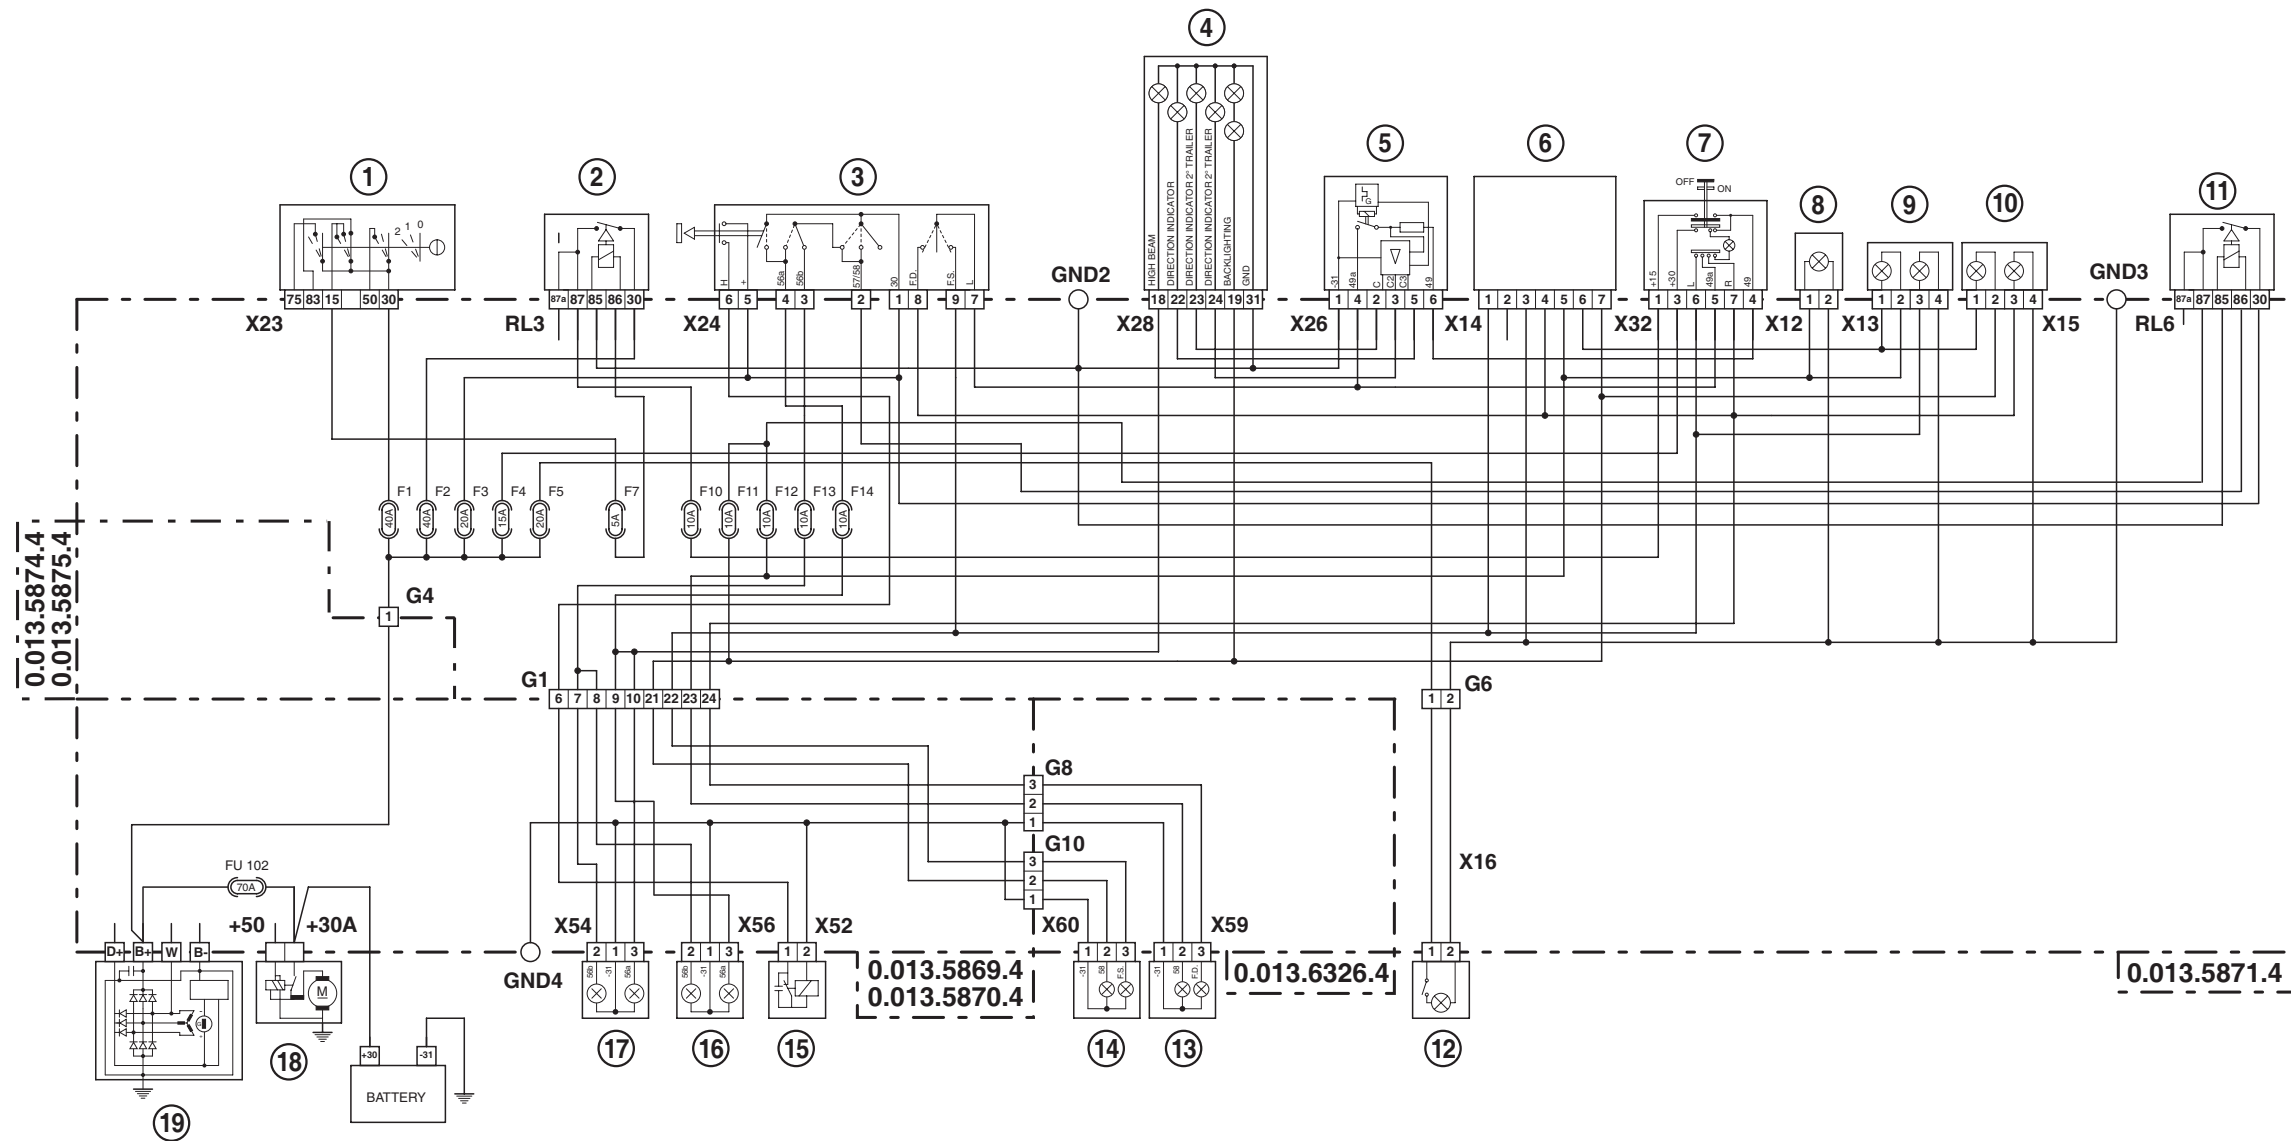 4
5 6 7
1 2 3 8 9 10 11
HIGH BEAM
DIRECTION INDICATOR
DIRECTION INDICATOR 2° TRAILER
DIRECTION INDICATOR 2° TRAILER
BACKLIGHTING
GND
OFF ON
2 1 0
G
H + 56a 56b 57/58 30 F.D. F.S. L
-31 49a C C2 C3 49
+15 +30 L 49a R 49
GND2
GND3
75 83 15 50 30
87a 87 85 86 30
6 5 4 3 2 1 8 9 7
18 22 23 24 19 31
1 4 2 3 5 6
1 2 3 4 5 6 7
1 3 6 5 7 4
1 2
1 2 3 4
1 2 3 4
87a 87 85 86 30
X23 RL3 X24 X28 X26 X14 X32 X12 X13 X15 RL6
F1 F2 F3 F4 F5 F7 F10 F11 F12 F13 F14
40A 40A 20A 15A 20A 5A 10A 10A 10A 10A 10A
0.013.5874.4
0.013.5875.4
1 G4
G1
6 7 8 9 10 21 22 23 24
1 2 G6
G8
3
2
1
G10
3
2
1
X16
FU 102
70A
D+ B+ W B-
+50 +30A
X54 X56 X52 X60 X59
GND4
2 1 3
2 1 3
1 2
1 2 3
1 2 3
1 2
56b -31 56a
56b -31 56a
-31 58 F.S.
-31 58 F.D.
M
0.013.5869.4
0.013.5870.4
0.013.6326.4
0.013.5871.4
+30 -31
BATTERY
19 18 17 16 15 14 13 12